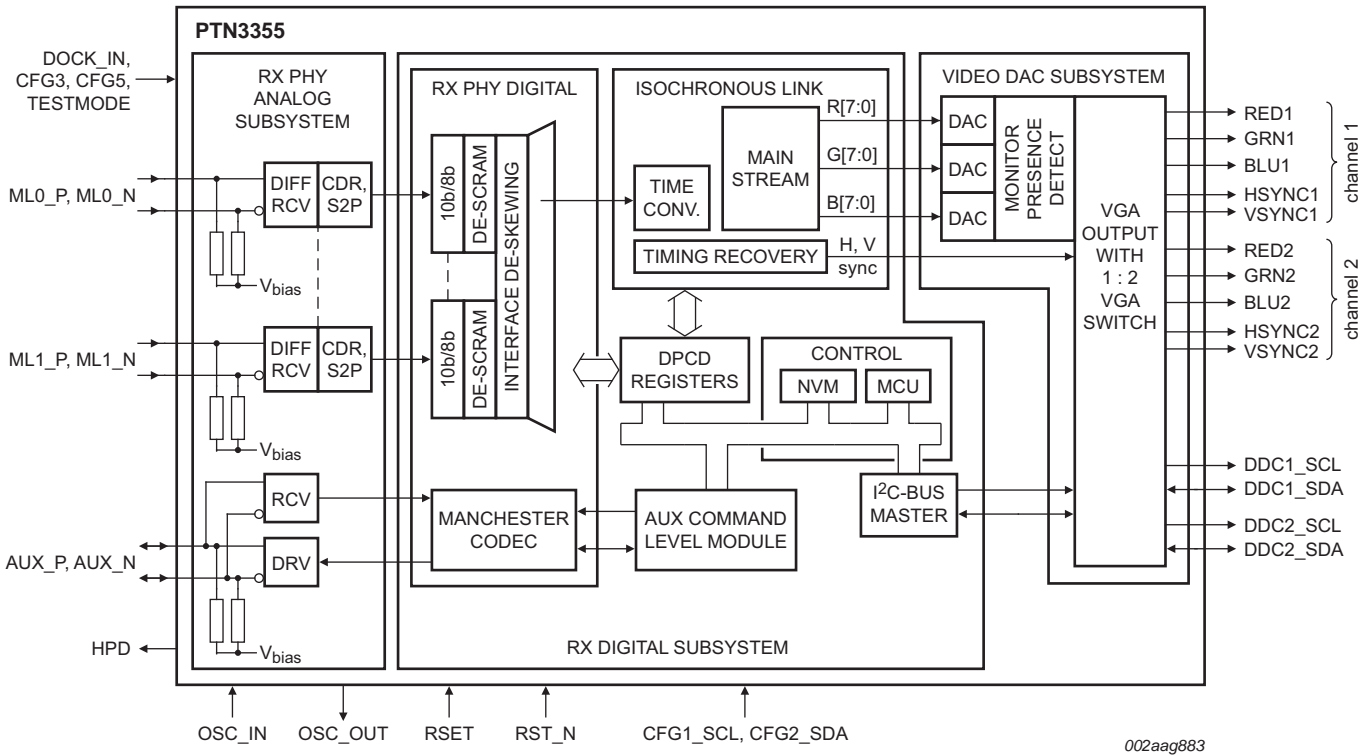 PTN3355
DOCK_IN,
CFG3, CFG5,
TESTMODE
RX PHY
ANALOG
SUBSYSTEM
ML0_P, ML0_N
DIFF
RCV
CDR,
S2P
Vbias
ML1_P, ML1_N
DIFF
RCV
CDR,
S2P
Vbias
RCV
AUX_P, AUX_N
DRV
Vbias
HPD
RX PHY DIGITAL
10b/8b
DE-SCRAM
10b/8b
DE-SCRAM
INTERFACE DE-SKEWING
MANCHESTER
CODEC
ISOCHRONOUS LINK
TIME
CONV.
MAIN
STREAM
R[7:0]
G[7:0]
B[7:0]
TIMING RECOVERY
H, V
sync
DPCD
REGISTERS
CONTROL
NVM
MCU
AUX COMMAND
LEVEL MODULE
I2C-BUS
MASTER
RX DIGITAL SUBSYSTEM
VIDEO DAC SUBSYSTEM
DAC
DAC
DAC
MONITOR
PRESENCE
DETECT
VGA
OUTPUT
WITH
1 : 2
VGA
SWITCH
RED1
GRN1
BLU1
HSYNC1
VSYNC1
channel 1
RED2
GRN2
BLU2
HSYNC2
VSYNC2
channel 2
DDC1_SCL
DDC1_SDA
DDC2_SCL
DDC2_SDA
OSC_IN
OSC_OUT
RSET
RST_N
CFG1_SCL, CFG2_SDA
002aag883